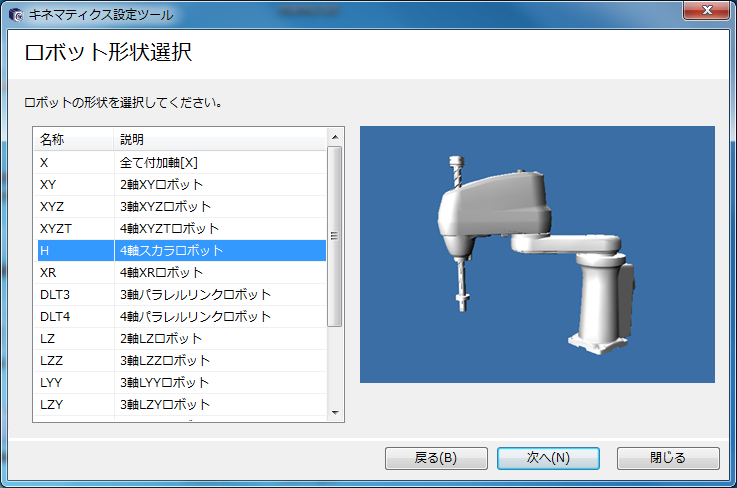 キネマティクス設定ツール
ロボット形状選択
ロボットの形状を選択してください。
名称 説明
X 全て付加軸[X]
XY 2軸XYロボット
XYZ 3軸XYZロボット
XYZT 4軸XYZTロボット
H 4軸スカラロボット
XR 4軸XRロボット
DLT3 3軸パラレルリンクロボット
DLT4 4軸パラレルリンクロボット
LZ 2軸LZロボット
LZZ 3軸LZZロボット
LYY 3軸LYYロボット
LZY 3軸LZYロボット
戻る(B) 次へ(N) 閉じる